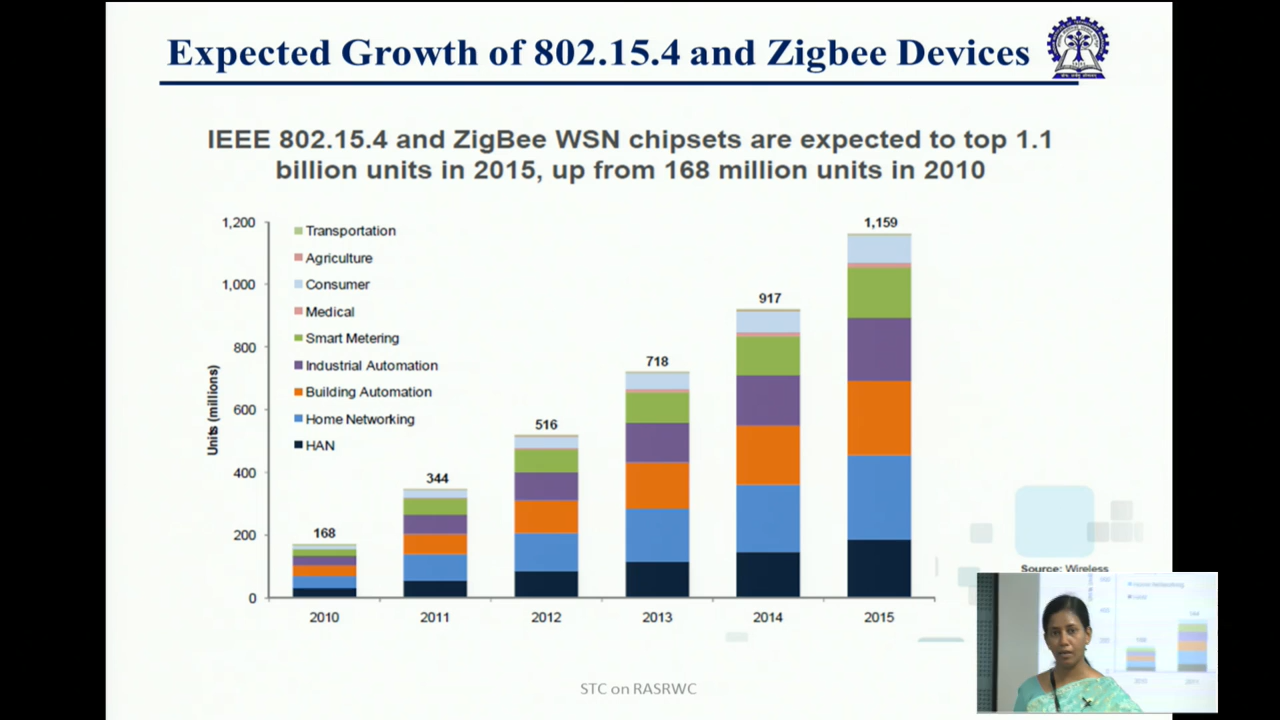 Expected Growth of 802.15.4 and Zigbee Devices
IEEE 802.15.4 and ZigBee WSN chipsets are expected to top 1.1
billion units in 2015, up from 168 million units in 2010
Units (millions)
1,200
1,000
800
600
400
200
0
Transportation
Agriculture
Consumer
Medical
Smart Metering
Industrial Automation
Building Automation
Home Networking
HAN
168
344
516
718
917
1,159
2010
2011
2012
2013
2014
2015
Source: Wireless
STC on RASRWC
Home Networking
2010
2011